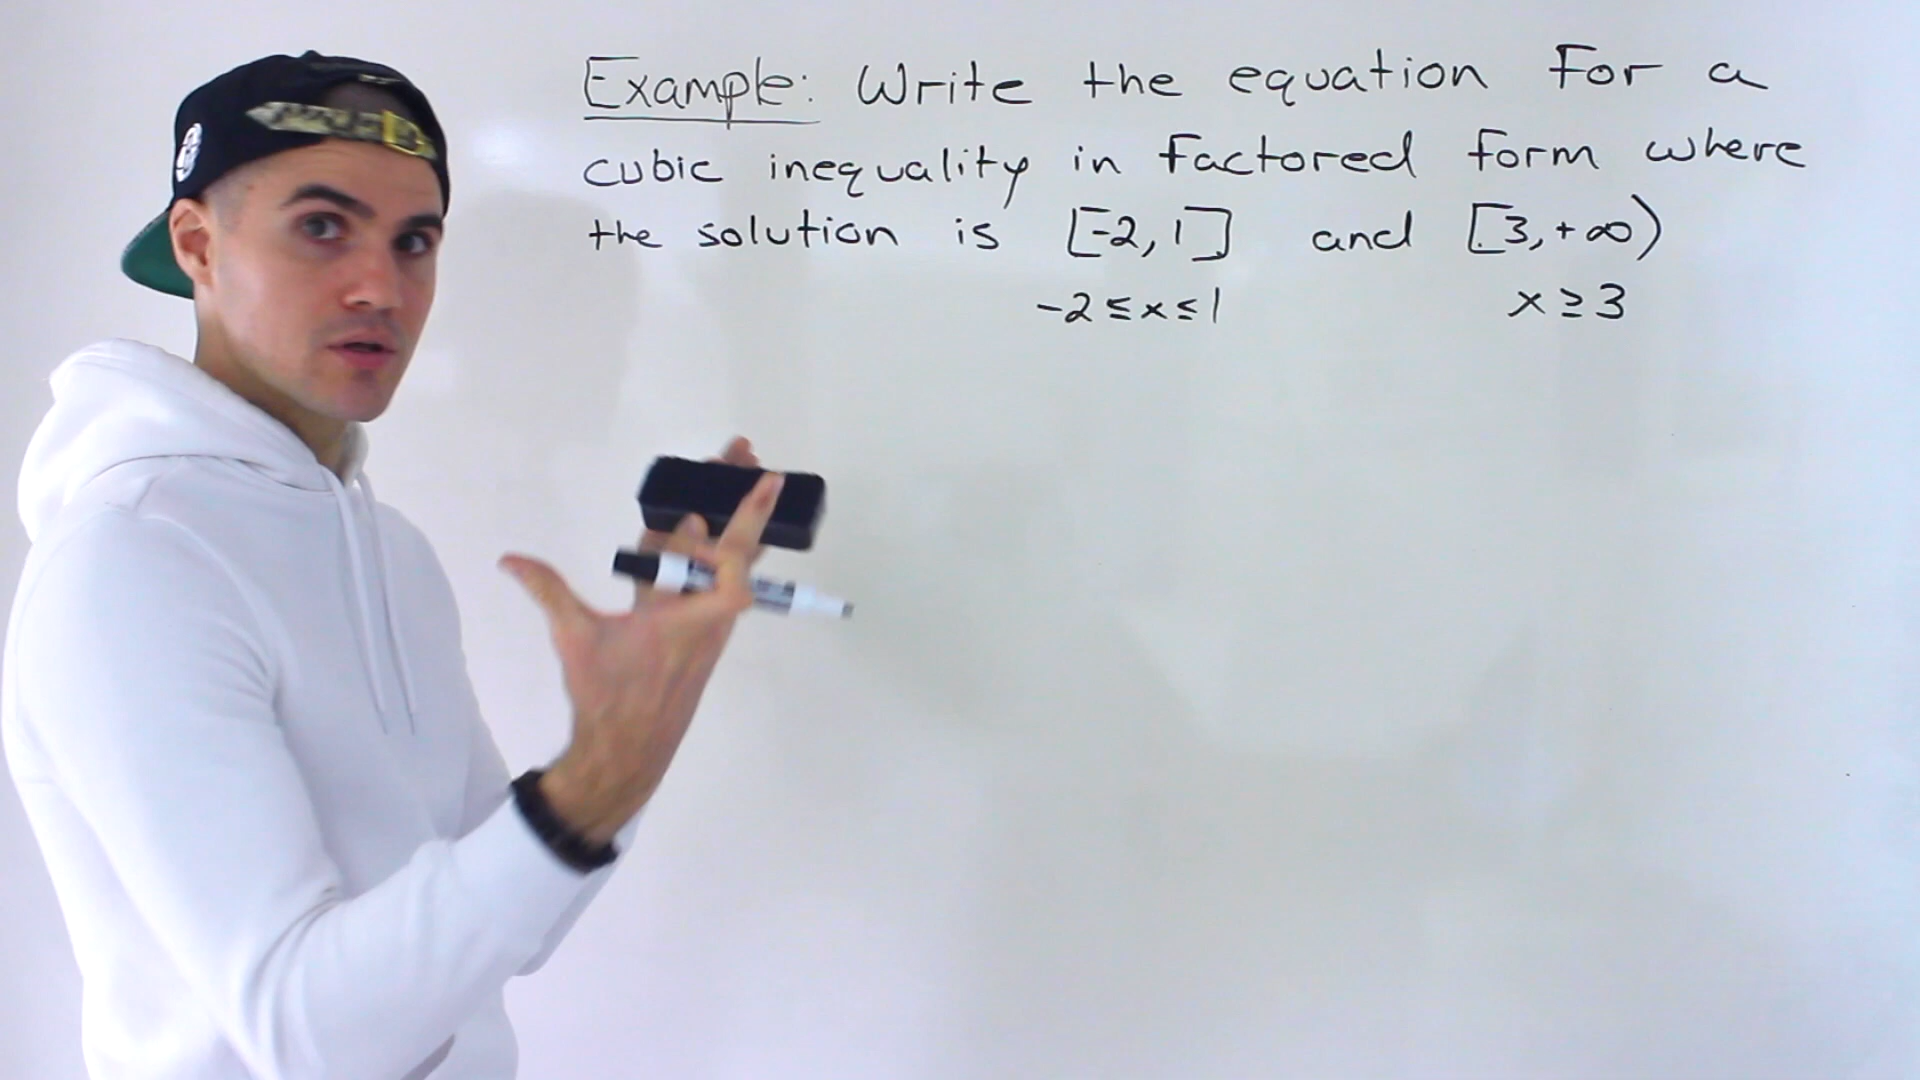 Example: Write the equation for a
cubic inequality in factored form where
the solution is [-2, 1] and [3, +∞)
-2 ≤ x ≤ 1 x ≥ 3